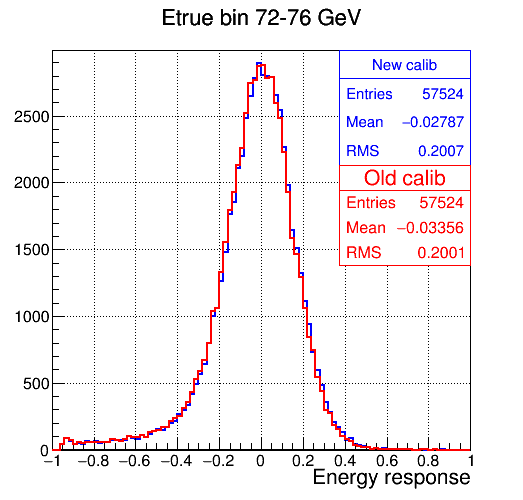 Etrue bin 72-76 GeV
New calib
Entries 57524
Mean −0.02787
RMS 0.2007
Old calib
Entries 57524
Mean −0.03356
RMS 0.2001
2500
2000
1500
1000
500
0
−1 −0.8 −0.6 −0.4 −0.2 0 0.2 0.4 0.6 0.8 1
Energy response